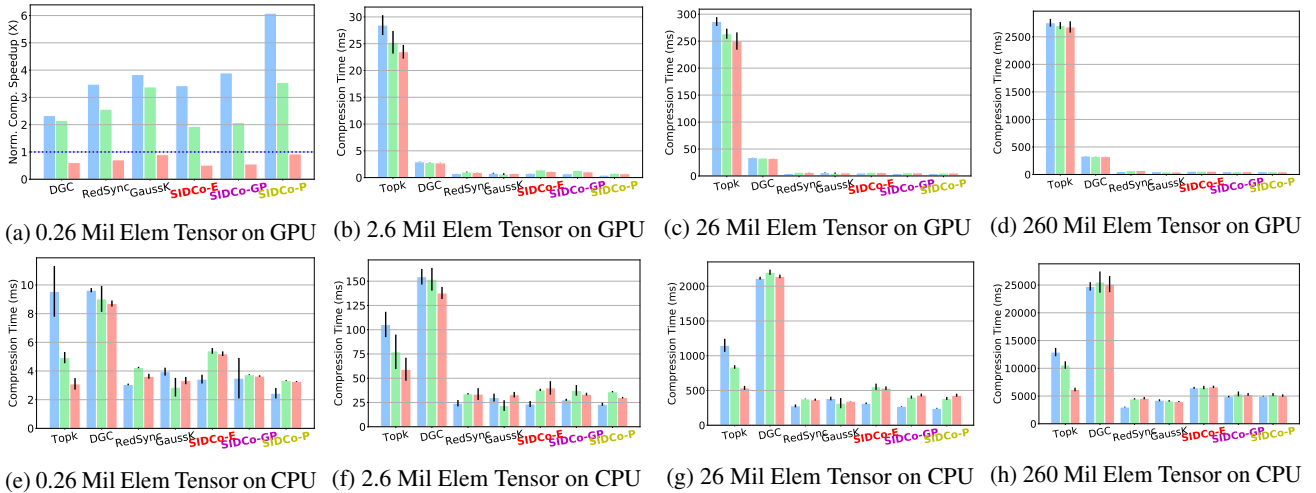 Norm. Comp. Speedup (X)
6
5
4
3
2
1
0
DGC RedSync GaussK SIDCo-E SIDCo-GP SIDCo-P
(a) 0.26 Mil Elem Tensor on GPU
Compression Time (ms)
30
25
20
15
10
5
0
Topk DGC RedSync GaussK SIDCo-E SIDCo-GP SIDCo-P
(b) 2.6 Mil Elem Tensor on GPU
Compression Time (ms)
300
250
200
150
100
50
0
Topk DGC RedSync GaussK SIDCo-E SIDCo-GP SIDCo-P
(c) 26 Mil Elem Tensor on GPU
Compression Time (ms)
2500
2000
1500
1000
500
0
Topk DGC RedSync GaussK SIDCo-E SIDCo-GP SIDCo-P
(d) 260 Mil Elem Tensor on GPU
Compression Time (ms)
10
8
6
4
2
0
Topk DGC RedSync GaussK SIDCo-E SIDCo-GP SIDCo-P
(e) 0.26 Mil Elem Tensor on CPU
Compression Time (ms)
175
150
125
100
75
50
25
0
Topk DGC RedSync GaussK SIDCo-E SIDCo-GP SIDCo-P
(f) 2.6 Mil Elem Tensor on CPU
Compression Time (ms)
2000
1500
1000
500
0
Topk DGC RedSync GaussK SIDCo-E SIDCo-GP SIDCo-P
(g) 26 Mil Elem Tensor on CPU
Compression Time (ms)
25000
20000
15000
10000
5000
0
Topk DGC RedSync GaussK SIDCo-E SIDCo-GP SIDCo-P
(h) 260 Mil Elem Tensor on CPU